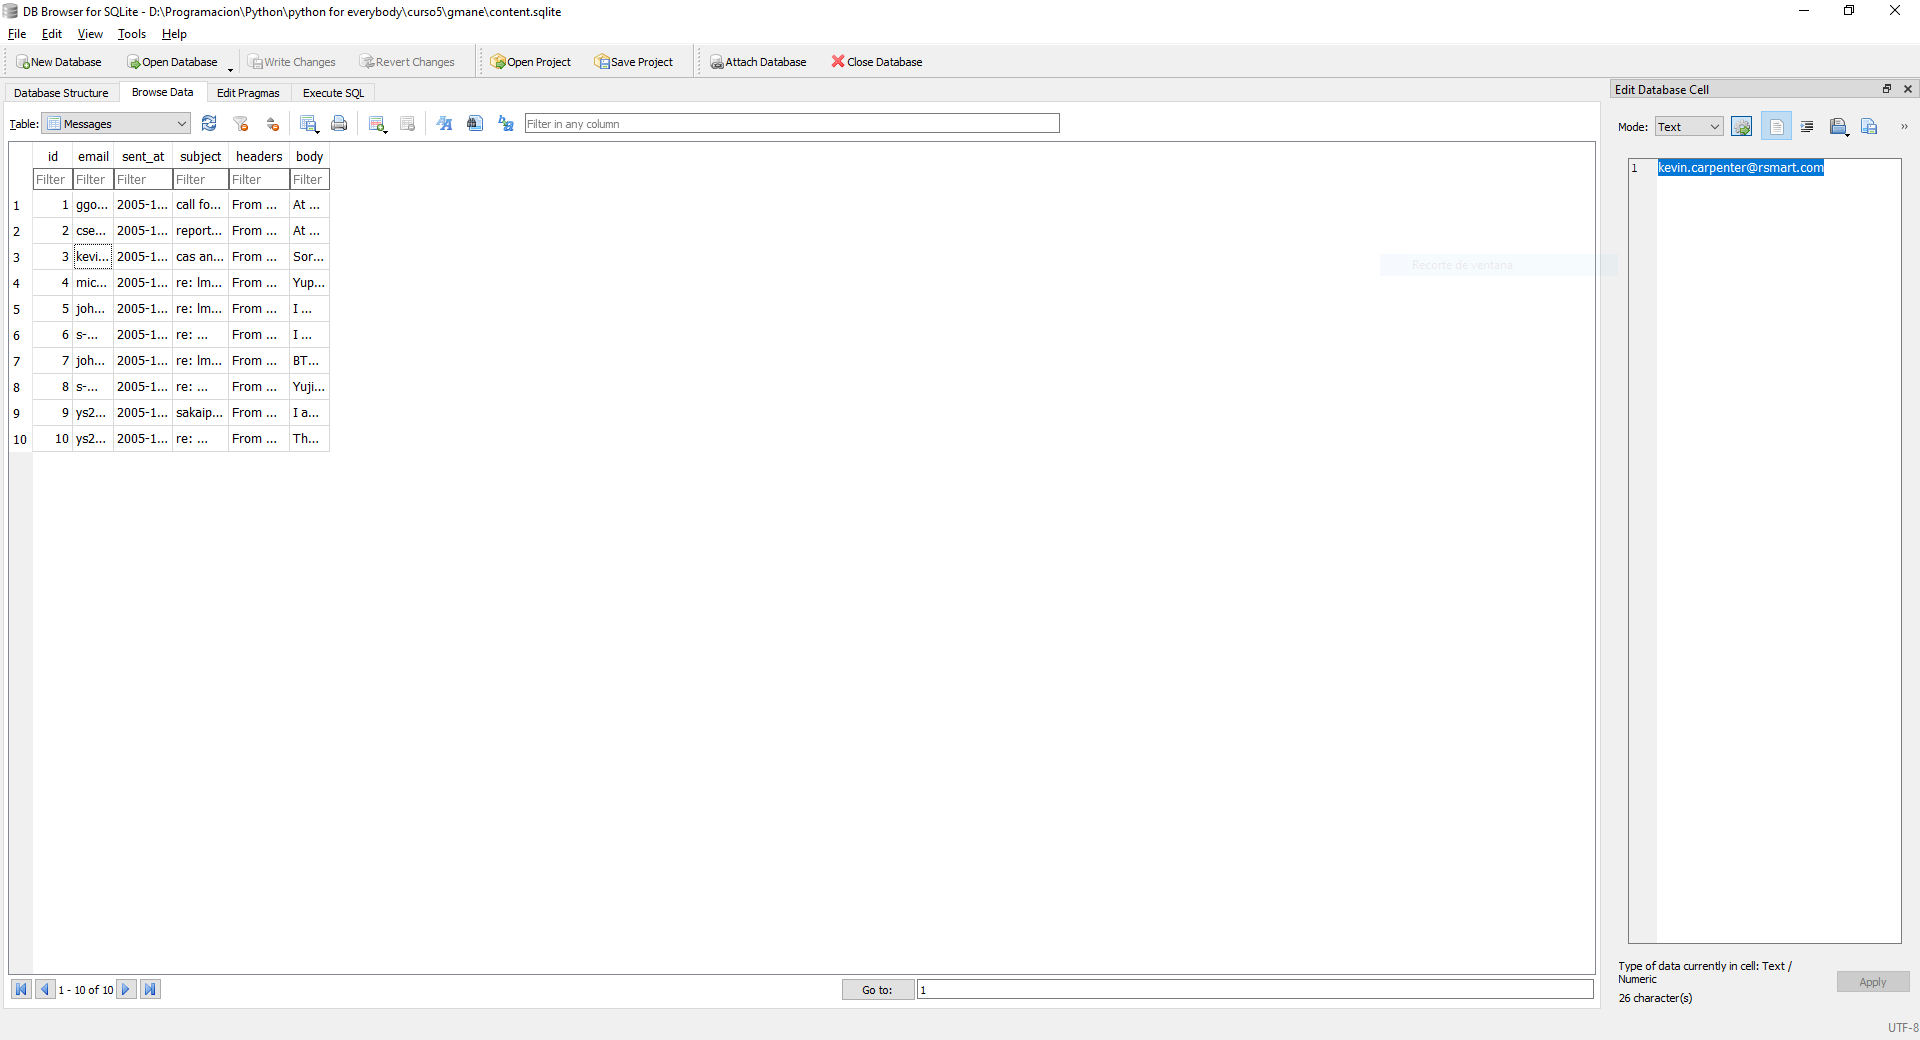 DB Browser for SQLite - D:\Programacion\Python\python for everybody\curso5\gmane\content.sqlite
File Edit View Tools Help
New Database Open Database Write Changes Revert Changes Open Project Save Project Attach Database Close Database
Database Structure Browse Data Edit Pragmas Execute SQL
Edit Database Cell
Table: Messages Filter in any column
Mode: Text
id email sent_at subject headers body
Filter Filter Filter Filter Filter Filter
1 1 ggo... 2005-1... call fo... From ... At ...
2 2 cse... 2005-1... report... From ... At ...
3 3 kevi... 2005-1... cas an... From ... Sor...
4 4 mic... 2005-1... re: lm... From ... Yup...
5 5 joh... 2005-1... re: lm... From ... I ...
6 6 s-... 2005-1... re: ... From ... I ...
7 7 joh... 2005-1... re: lm... From ... BT...
8 8 s-... 2005-1... re: ... From ... Yuji...
9 9 ys2... 2005-1... sakaip... From ... I a...
10 10 ys2... 2005-1... re: ... From ... Th...
Recorte de ventana
1 kevin.carpenter@rsmart.com
1 - 10 of 10
Go to: 1
Type of data currently in cell: Text /
Numeric
26 character(s)
Apply
UTF-8